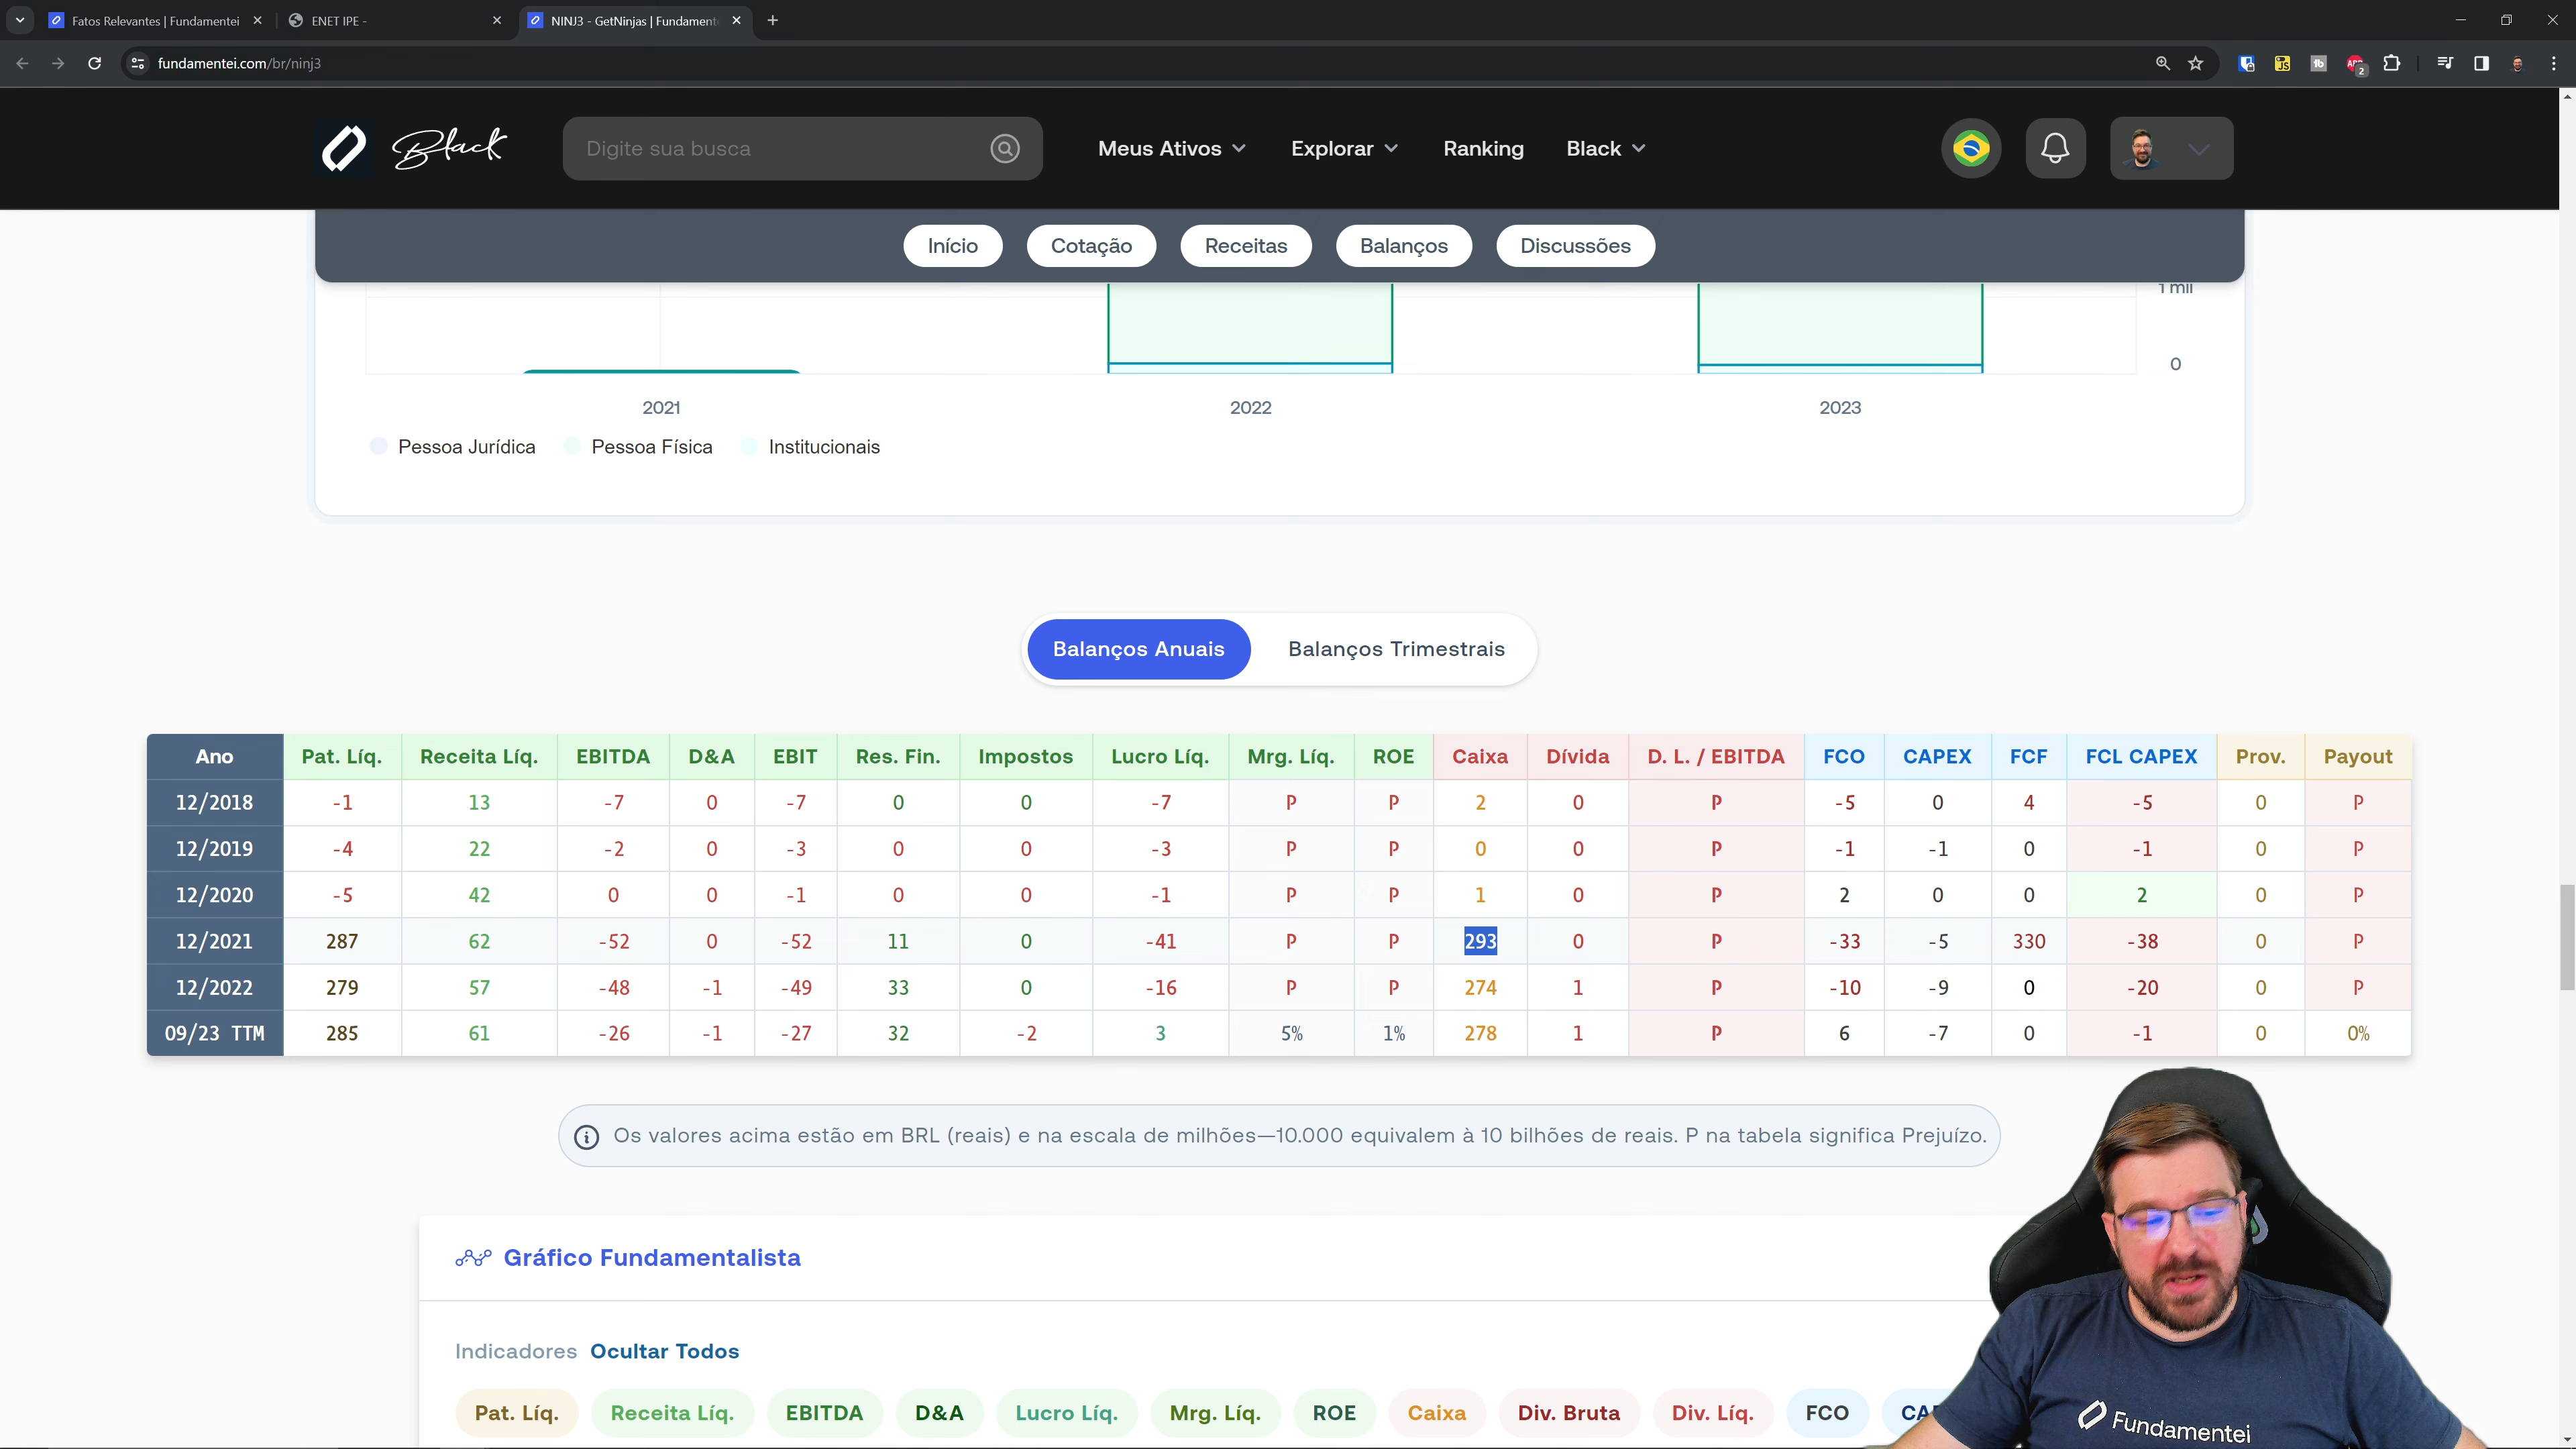 Fatos Relevantes | Fundamentei
ENET IPE -
NINJ3 - GetNinjas | Fundament
fundamentei.com/br/ninj3
Black
Digite sua busca
Meus Ativos
Explorar
Ranking
Black
Início
Cotação
Receitas
Balanços
Discussões
1 mil
0
2021
2022
2023
Pessoa Jurídica
Pessoa Física
Institucionais
Balanços Anuais
Balanços Trimestrais
Ano Pat. Líq. Receita Líq. EBITDA D&A EBIT Res. Fin. Impostos Lucro Líq. Mrg. Líq. ROE Caixa Dívida D. L. / EBITDA FCO CAPEX FCF FCL CAPEX Prov. Payout
12/2018 -1 13 -7 0 -7 0 0 -7 P P 2 0 P -5 0 4 -5 0 P
12/2019 -4 22 -2 0 -3 0 0 -3 P P 0 0 P -1 -1 0 -1 0 P
12/2020 -5 42 0 0 -1 0 0 -1 P P 1 0 P 2 0 0 2 0 P
12/2021 287 62 -52 0 -52 11 0 -41 P P 293 0 P -33 -5 330 -38 0 P
12/2022 279 57 -48 -1 -49 33 0 -16 P P 274 1 P -10 -9 0 -20 0 P
09/23 TTM 285 61 -26 -1 -27 32 -2 3 5% 1% 278 1 P 6 -7 0 -1 0 0%
Os valores acima estão em BRL (reais) e na escala de milhões—10.000 equivalem à 10 bilhões de reais. P na tabela significa Prejuízo.
Gráfico Fundamentalista
Indicadores Ocultar Todos
Pat. Líq.
Receita Líq.
EBITDA
D&A
Lucro Líq.
Mrg. Líq.
ROE
Caixa
Div. Bruta
Div. Líq.
FCO
Fundamentei